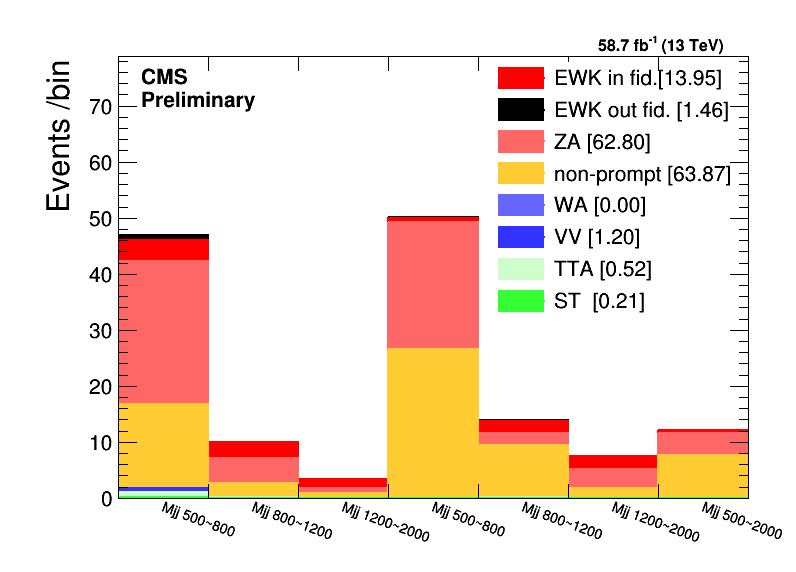 58.7 fb-1 (13 TeV)
CMS
Preliminary
Events /bin
EWK in fid.[13.95]
EWK out fid. [1.46]
ZA [62.80]
non-prompt [63.87]
WA [0.00]
VV [1.20]
TTA [0.52]
ST [0.21]
70
60
50
40
30
20
10
0
Mjj 500~800
Mjj 800~1200
Mjj 1200~2000
Mjj 500~800
Mjj 800~1200
Mjj 1200~2000
Mjj 500~2000